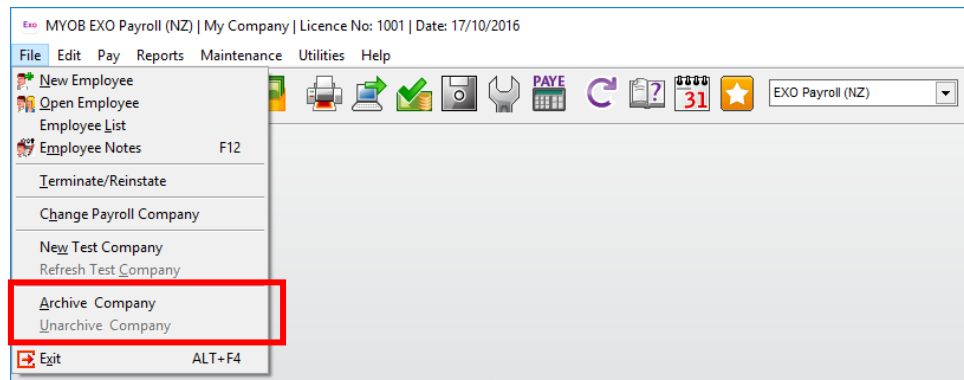 Exo MYOB EXO Payroll (NZ) | My Company | Licence No: 1001 | Date: 17/10/2016
File Edit Pay Reports Maintenance Utilities Help
PAYE
31
EXO Payroll (NZ)
New Employee
Open Employee
Employee List
Employee Notes F12
Terminate/Reinstate
Change Payroll Company
New Test Company
Refresh Test Company
Archive Company
Unarchive Company
Exit ALT+F4